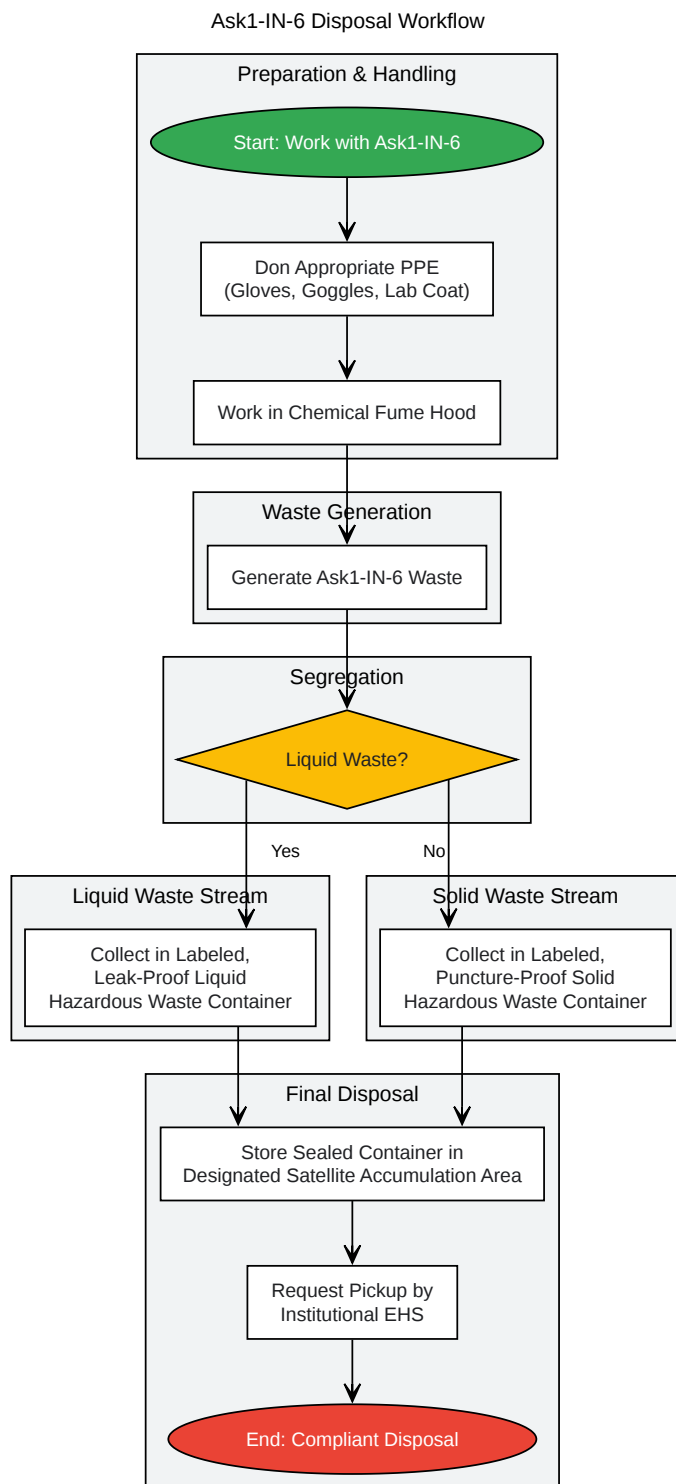 Ask1-IN-6 Disposal Workflow
Preparation & Handling
Start: Work with Ask1-IN-6
Don Appropriate PPE
(Gloves, Goggles, Lab Coat)
Work in Chemical Fume Hood
Waste Generation
Generate Ask1-IN-6 Waste
Segregation
Liquid Waste?
Yes
No
Liquid Waste Stream
Collect in Labeled,
Leak-Proof Liquid
Hazardous Waste Container
Solid Waste Stream
Collect in Labeled,
Puncture-Proof Solid
Hazardous Waste Container
Final Disposal
Store Sealed Container in
Designated Satellite Accumulation Area
Request Pickup by
Institutional EHS
End: Compliant Disposal